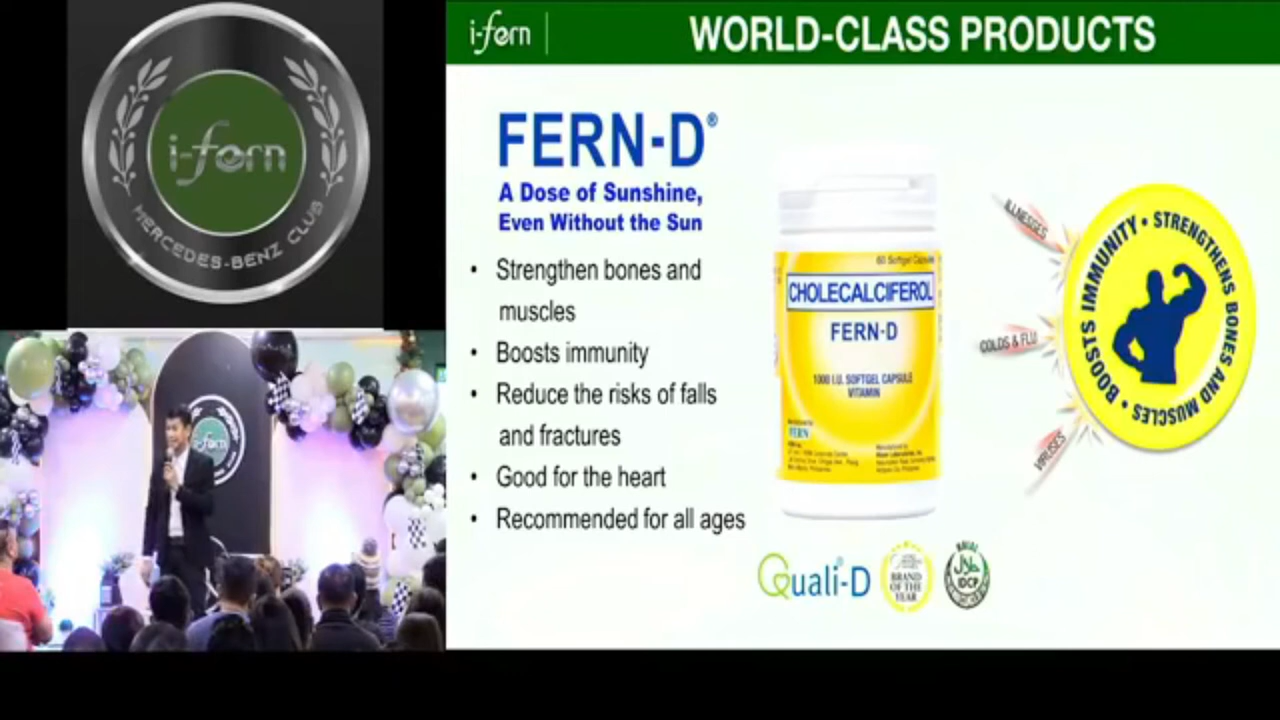 i-fern
MERCEDES-BENZ CLUB
i-fern
i-fern
WORLD-CLASS PRODUCTS
FERN-D®
A Dose of Sunshine,
Even Without the Sun
• Strengthen bones and
muscles
• Boosts immunity
• Reduce the risks of falls
and fractures
• Good for the heart
• Recommended for all ages
60 Softgel Capsules
CHOLECALCIFEROL
FERN-D
1000 I.U. SOFTGEL CAPSULE
VITAMIN
FERN
ILLNESSES
COLDS & FLU
VIRUSES
• BOOSTS IMMUNITY • STRENGTHENS BONES AND MUSCLES
Quali®-D
BRAND
OF THE
YEAR
HALAL
IDCP